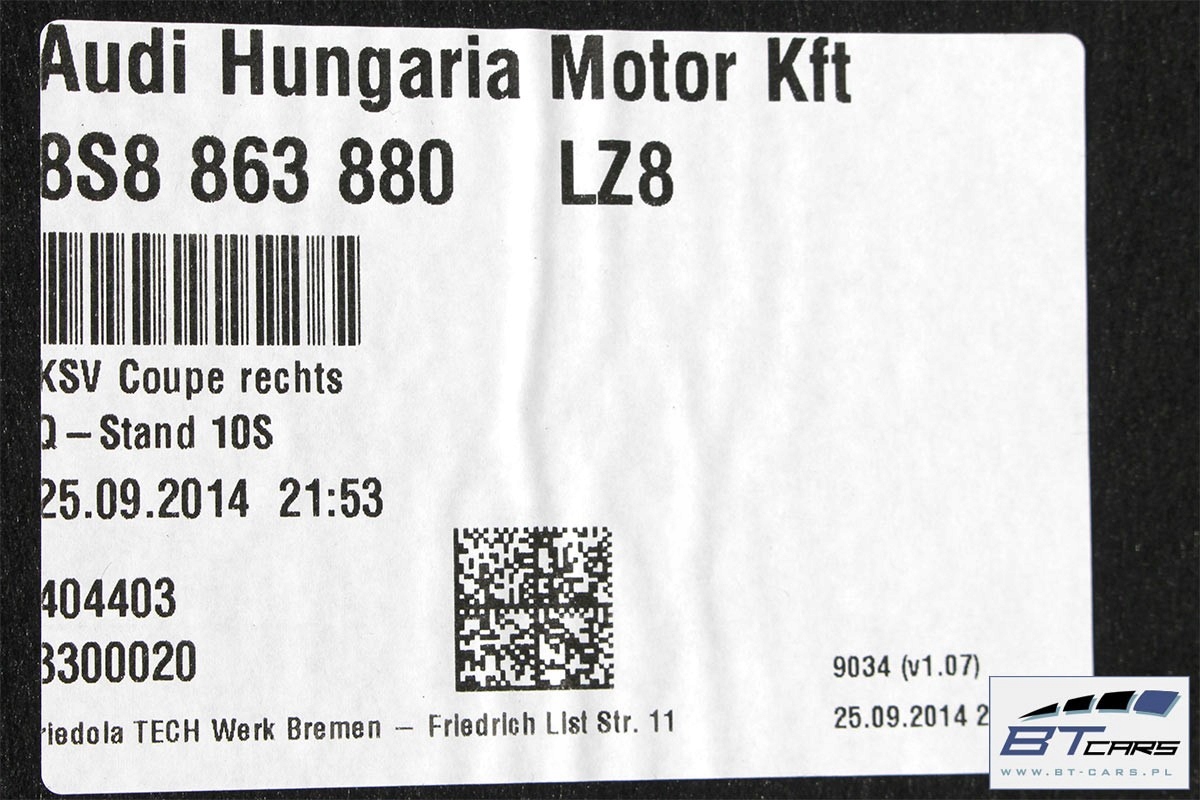 Audi Hungaria Motor Kft
8S8 863 880 LZ8
KSV Coupe rechts
Q-Stand 10S
25.09.2014 21:53
404403
3300020
riedola TECH Werk Bremen - Friedrich List Str. 11
9034 (v1.07)
25.09.2014 2
BT CARS
WWW.BT-CARS.PL